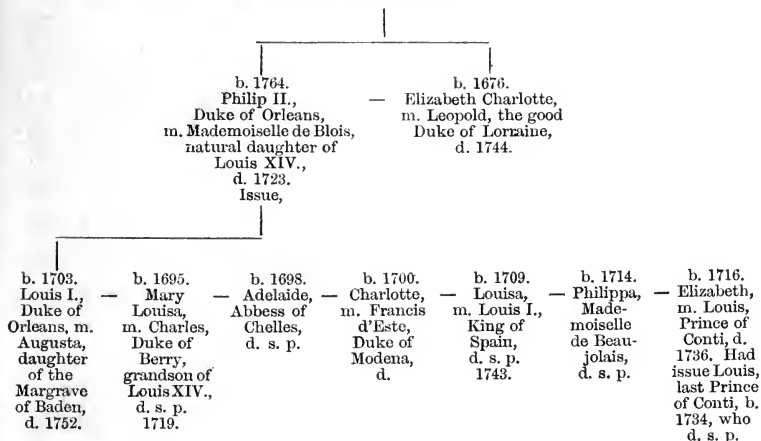 b. 1764.
Philip II.,
Duke of Orleans,
m. Mademoiselle de Blois,
natural daughter of
Louis XIV.,
d. 1723.
Issue,
—
b. 1676.
Elizabeth Charlotte,
m. Leopold, the good
Duke of Lorraine,
d. 1744.
b. 1703.
Louis I.,
Duke of
Orleans, m.
Augusta,
daughter
of the
Margrave
of Baden,
d. 1752.
—
b. 1695.
Mary
Louisa,
m. Charles,
Duke of
Berry,
grandson of
Louis XIV.,
d. s. p.
1719.
—
b. 1698.
Adelaide,
Abbess of
Chelles,
d. s. p.
—
b. 1700.
Charlotte,
m. Francis
d'Este,
Duke of
Modena,
d.
—
b. 1709.
Louisa,
m. Louis I.,
King of
Spain,
d. s. p.
1743.
—
b. 1714.
Philippa,
Made-
moiselle
de Beau-
jolais,
d. s. p.
—
b. 1716.
Elizabeth,
m. Louis,
Prince of
Conti, d.
1736. Had
issue Louis,
last Prince
of Conti, b.
1734, who
d. s. p.